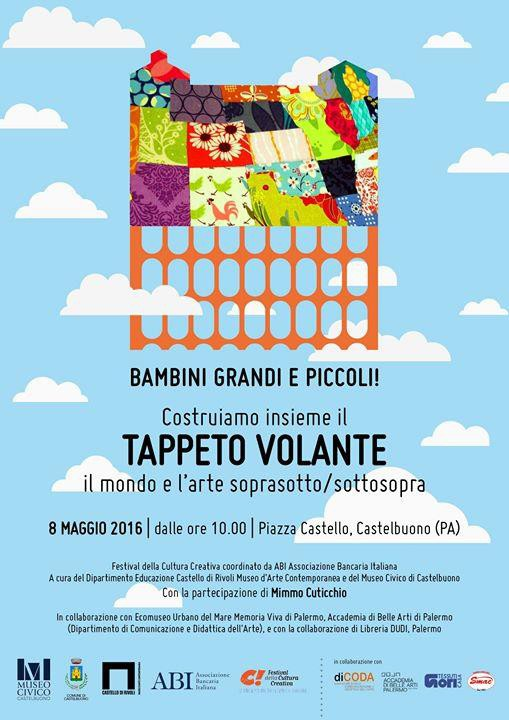 BAMBINI GRANDI E PICCOLI!
Costruiamo insieme il
TAPPETO VOLANTE
il mondo e l'arte soprasotto/sottosopra
8 MAGGIO 2016 | dalle ore 10.00 | Piazza Castello, Castelbuono (PA)
Festival della Cultura Creativa coordinato da ABI Associazione Bancaria Italiana
A cura del Dipartimento Educazione Castello di Rivoli Museo d'Arte Contemporanea e del Museo Civico di Castelbuono
Con la partecipazione di Mimmo Cuticchio
In collaborazione con Ecomuseo Urbano del Mare Memoria Viva di Palermo, Accademia di Belle Arti di Palermo
(Dipartimento di Comunicazione e Didattica dell'Arte), e con la collaborazione di Libreria DUDI, Palermo
in collaborazione con
MUSEO
CIVICO
CASTELBUONO
COMUNE DI
CASTELBUONO
CASTELLO DI RIVOLI
ABI
Associazione
Bancaria
Italiana
C!
Festival
della Cultura
Creativa
diCODA
ACCADEMIA
DI BELLE ARTI
PALERMO
TESSUTI
Giori